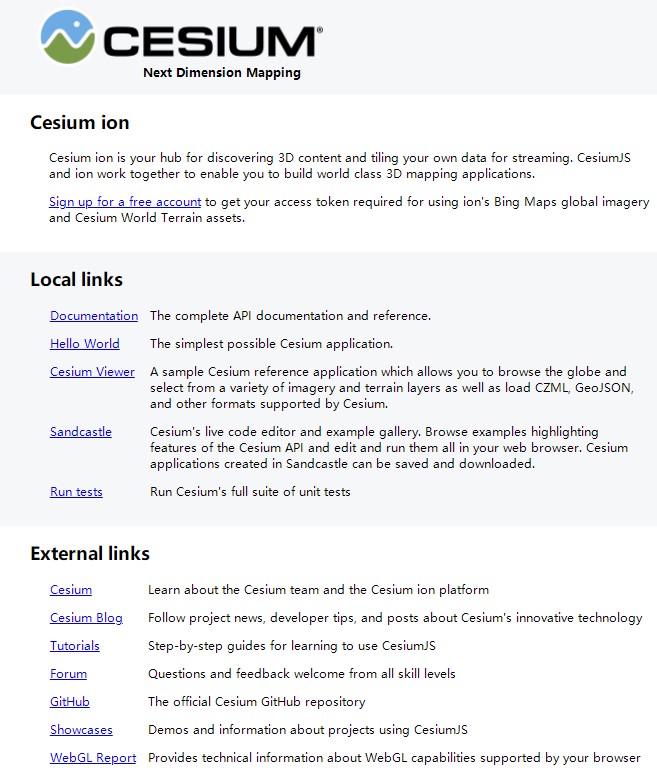 CESIUM®
Next Dimension Mapping
Cesium ion
Cesium ion is your hub for discovering 3D content and tiling your own data for streaming. CesiumJS
and ion work together to enable you to build world class 3D mapping applications.
Sign up for a free account to get your access token required for using ion's Bing Maps global imagery
and Cesium World Terrain assets.
Local links
Documentation The complete API documentation and reference.
Hello World The simplest possible Cesium application.
Cesium Viewer A sample Cesium reference application which allows you to browse the globe and
select from a variety of imagery and terrain layers as well as load CZML, GeoJSON,
and other formats supported by Cesium.
Sandcastle Cesium's live code editor and example gallery. Browse examples highlighting
features of the Cesium API and edit and run them all in your web browser. Cesium
applications created in Sandcastle can be saved and downloaded.
Run tests Run Cesium's full suite of unit tests
External links
Cesium Learn about the Cesium team and the Cesium ion platform
Cesium Blog Follow project news, developer tips, and posts about Cesium's innovative technology
Tutorials Step-by-step guides for learning to use CesiumJS
Forum Questions and feedback welcome from all skill levels
GitHub The official Cesium GitHub repository
Showcases Demos and information about projects using CesiumJS
WebGL Report Provides technical information about WebGL capabilities supported by your browser